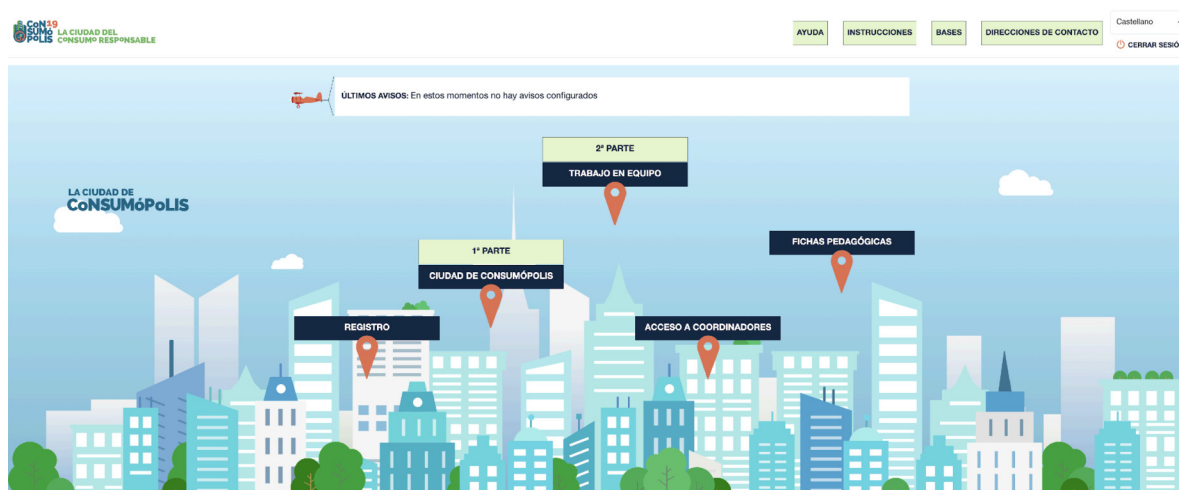 CoN19
SUMó
PoLIS
LA CIUDAD DEL
CONSUMO RESPONSABLE
AYUDA
INSTRUCCIONES
BASES
DIRECCIONES DE CONTACTO
Castellano
CERRAR SESIÓ
ÚLTIMOS AVISOS: En estos momentos no hay avisos configurados
2ª PARTE
TRABAJO EN EQUIPO
LA CIUDAD DE
CoNSUMóPoLIS
FICHAS PEDAGÓGICAS
1ª PARTE
CIUDAD DE CONSUMÓPOLIS
REGISTRO
ACCESO A COORDINADORES